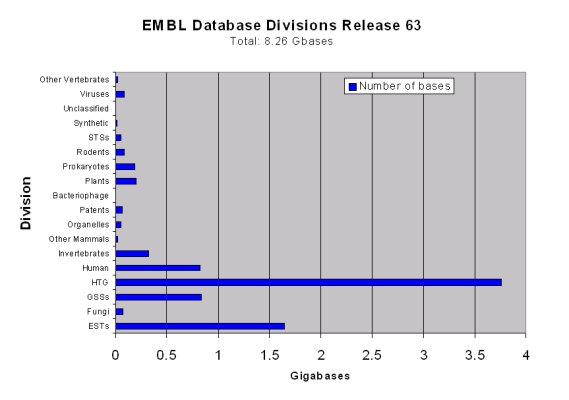 EMBL Database Divisions Release 63
Total: 8.26 Gbases
Number of bases
Division
Other Vertebrates
Viruses
Unclassified
Synthetic
STSs
Rodents
Prokaryotes
Plants
Bacteriophage
Patents
Organelles
Other Mammals
Invertebrates
Human
HTG
GSSs
Fungi
ESTs
0 0.5 1 1.5 2 2.5 3 3.5 4
Gigabases